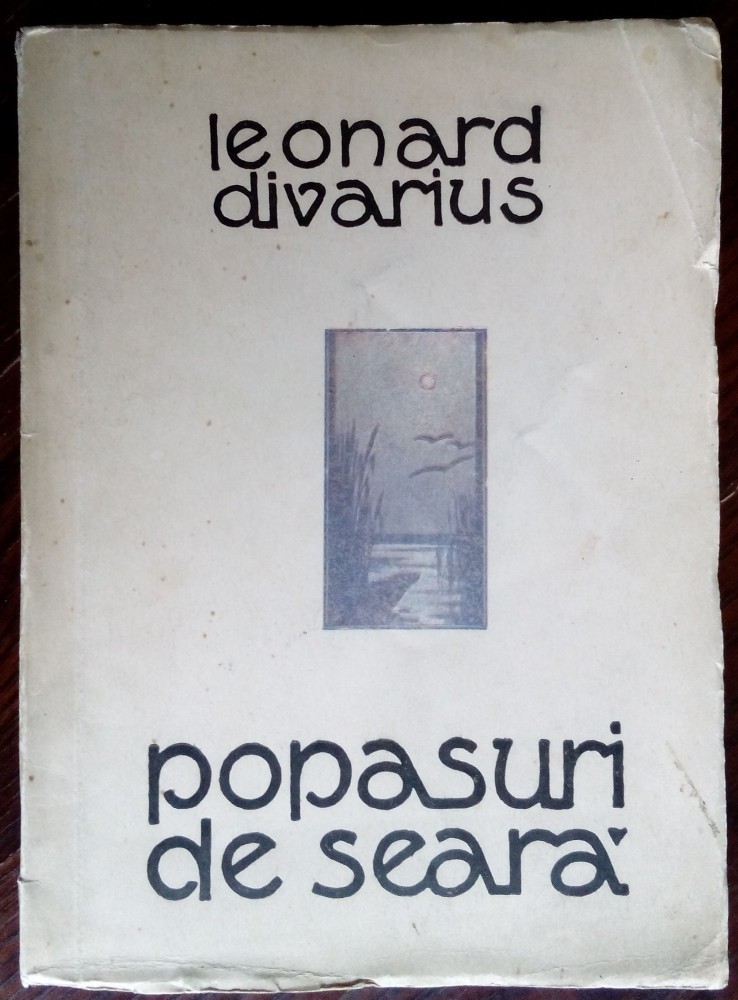 leonard
divarius
popasuri
de seară